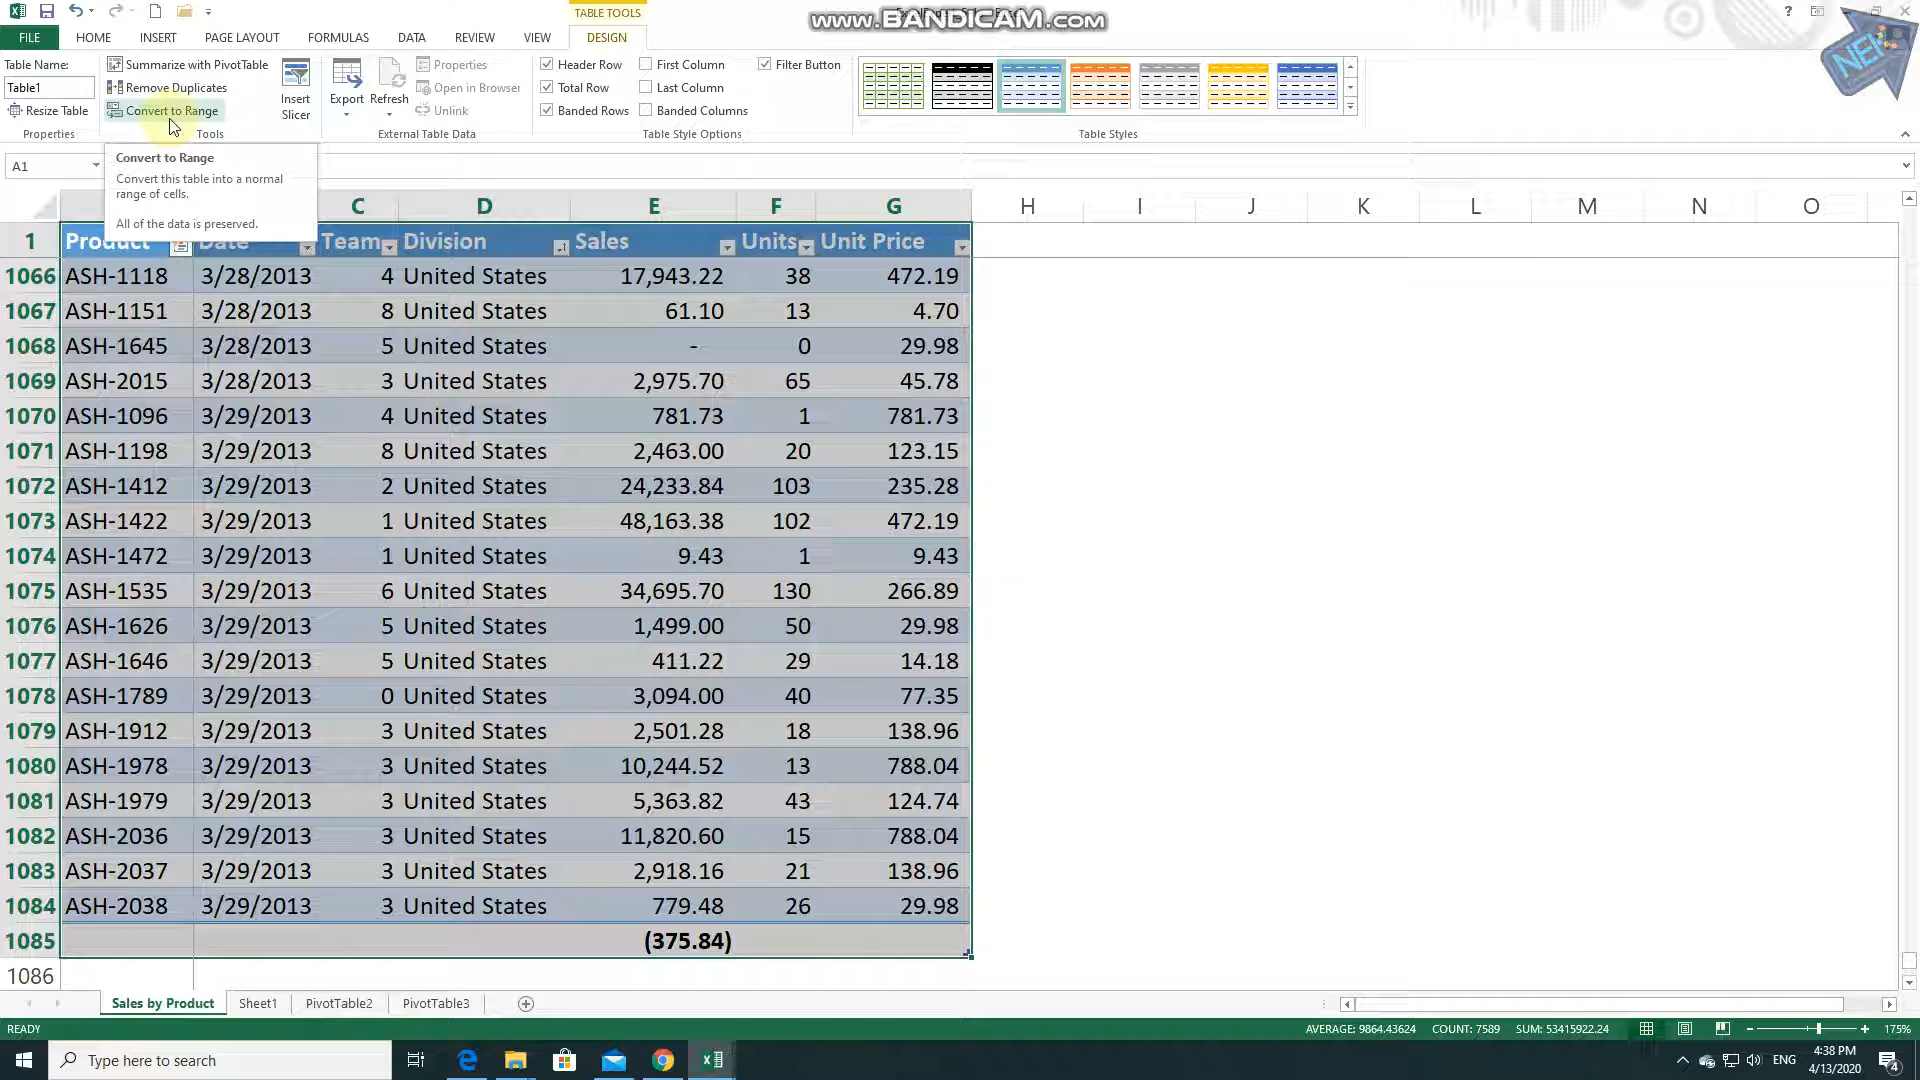 TABLE TOOLS
www.BANDICAM.com
FILE HOME INSERT PAGE LAYOUT FORMULAS DATA REVIEW VIEW DESIGN
Table Name: Summarize with PivotTable Properties Header Row First Column Filter Button
Table1 Remove Duplicates Open in Browser Total Row Last Column
Resize Table Convert to Range Insert Slicer Export Refresh Unlink Banded Rows Banded Columns
Properties Tools External Table Data Table Style Options Table Styles
A1
Convert to Range
Convert this table into a normal
range of cells.
All of the data is preserved.
C D E F G H I J K L M N O
1 Product Date Team Division Sales Units Unit Price
1066 ASH-1118 3/28/2013 4 United States 17,943.22 38 472.19
1067 ASH-1151 3/28/2013 8 United States 61.10 13 4.70
1068 ASH-1645 3/28/2013 5 United States - 0 29.98
1069 ASH-2015 3/28/2013 3 United States 2,975.70 65 45.78
1070 ASH-1096 3/29/2013 4 United States 781.73 1 781.73
1071 ASH-1198 3/29/2013 8 United States 2,463.00 20 123.15
1072 ASH-1412 3/29/2013 2 United States 24,233.84 103 235.28
1073 ASH-1422 3/29/2013 1 United States 48,163.38 102 472.19
1074 ASH-1472 3/29/2013 1 United States 9.43 1 9.43
1075 ASH-1535 3/29/2013 6 United States 34,695.70 130 266.89
1076 ASH-1626 3/29/2013 5 United States 1,499.00 50 29.98
1077 ASH-1646 3/29/2013 5 United States 411.22 29 14.18
1078 ASH-1789 3/29/2013 0 United States 3,094.00 40 77.35
1079 ASH-1912 3/29/2013 3 United States 2,501.28 18 138.96
1080 ASH-1978 3/29/2013 3 United States 10,244.52 13 788.04
1081 ASH-1979 3/29/2013 3 United States 5,363.82 43 124.74
1082 ASH-2036 3/29/2013 3 United States 11,820.60 15 788.04
1083 ASH-2037 3/29/2013 3 United States 2,918.16 21 138.96
1084 ASH-2038 3/29/2013 3 United States 779.48 26 29.98
1085 (375.84)
1086
Sales by Product Sheet1 PivotTable2 PivotTable3
READY AVERAGE: 9864.43624 COUNT: 7589 SUM: 53415922.24 175%
Type here to search ENG 4:38 PM
4/13/2020 4